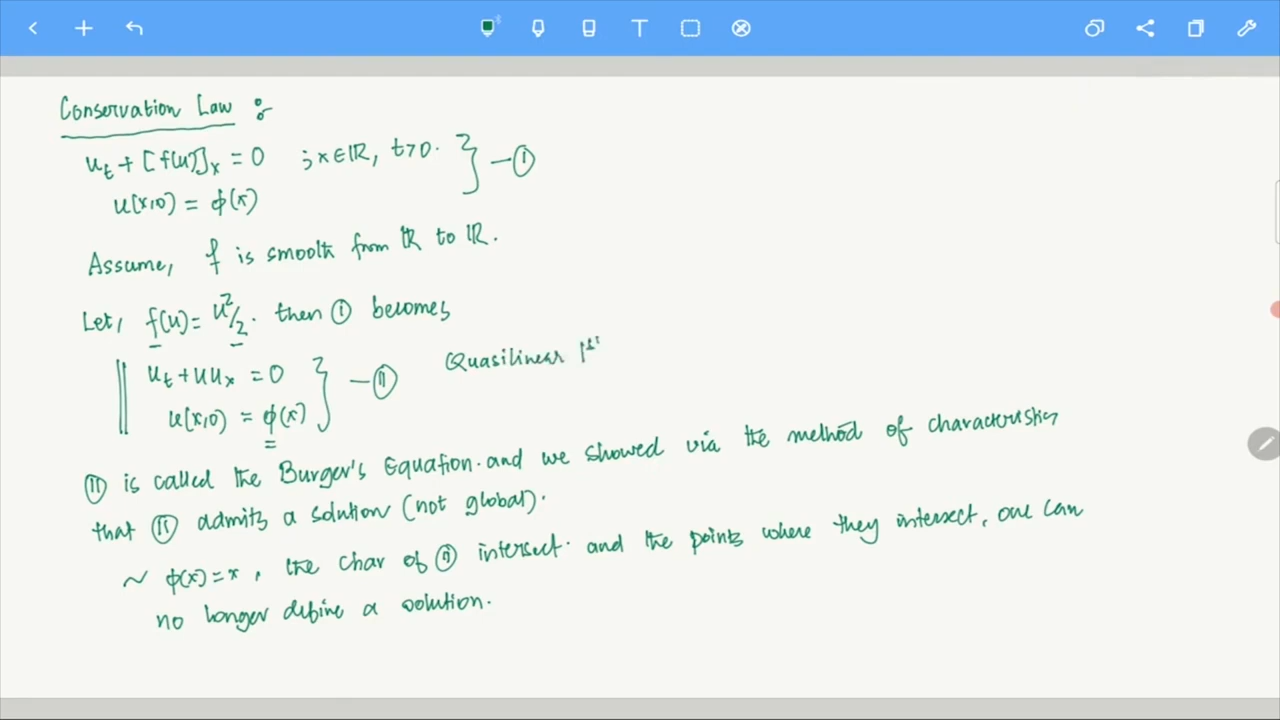 Conservation Law :
u_t + [f(u)]_x = 0 ; x ∈ ℝ, t>0. } — ①
u(x,0) = ϕ(x)
Assume, f is smooth from ℝ to ℝ.
Let, f(u) = u²/2. then ① becomes
u_t + uu_x = 0 } — ⑪ Quasilinear 1st
u(x,0) = ϕ(x)
⑪ is called the Burger's Equation. and we showed via the method of characteristics
that ⑪ admits a solution (not global).
~ ϕ(x) = x, the char of ⑪ intersect. and the points where they intersect, one can
no longer define a solution.